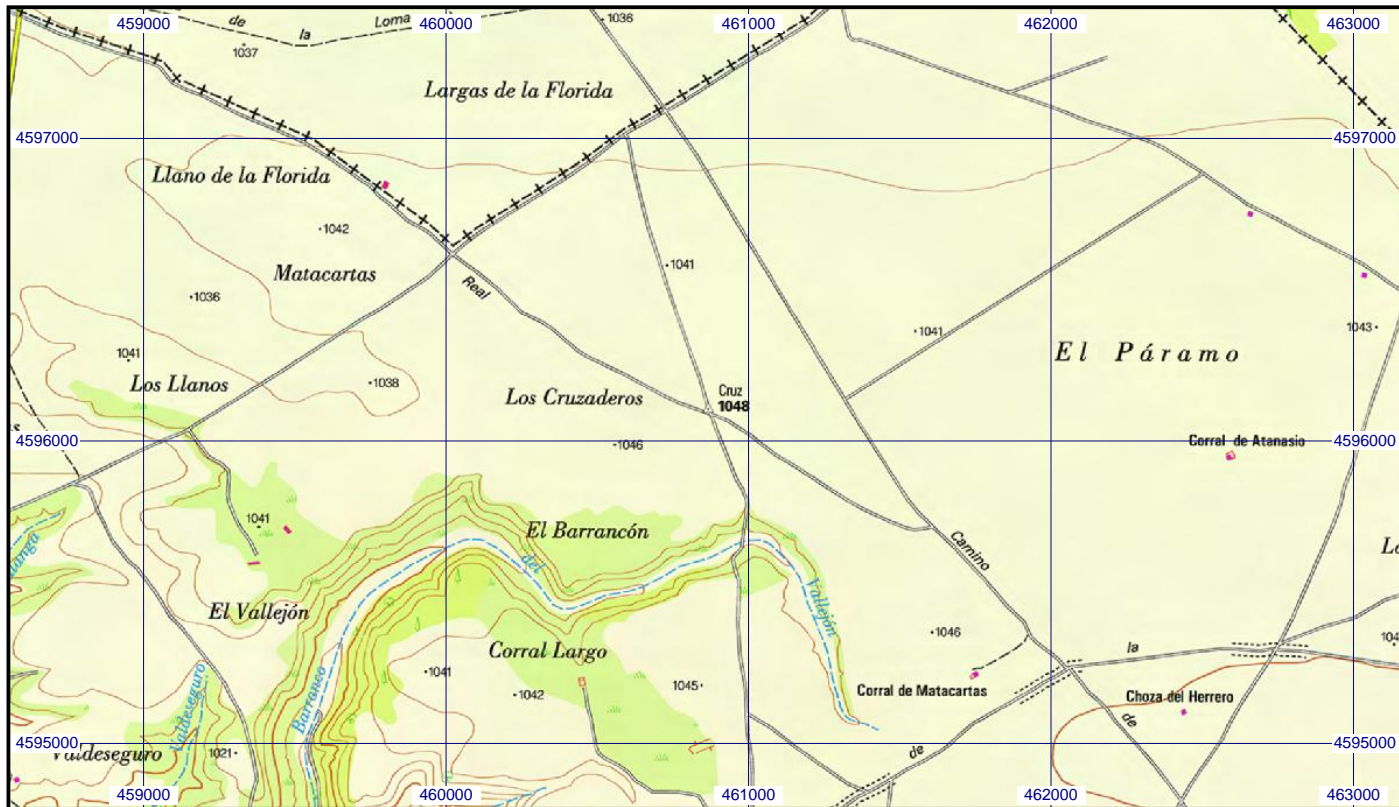 459000
460000
461000
462000
463000
de
la
Loma
1036
1037
Largas de la Florida
4597000
4597000
Llano de la Florida
1042
1041
Matacartas
Real
1036
1041
1043
1041
El Páramo
Los Llanos
1038
Los Cruzaderos
Cruz
1048
4596000
1046
Corral de Atanasio
4596000
1041
El Barrancón
del
Camino
El Vallejón
Vallejón
1046
Corral Largo
la
1041
1042
1045
Corral de Matacartas
Choza del Herrero
Barranco
Valdeseguro
de
Valdeseguro
1021
de
4595000
4595000
459000
460000
461000
462000
463000